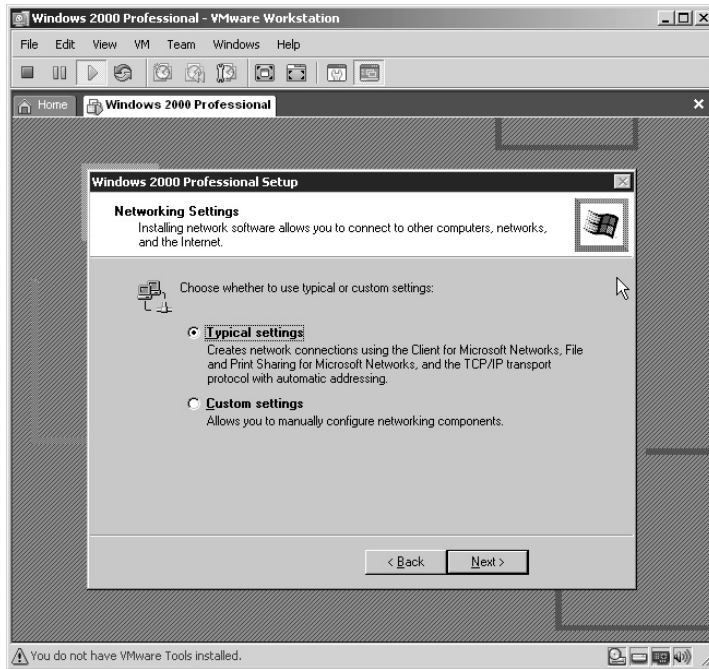 Windows 2000 Professional - VMware Workstation
File Edit View VM Team Windows Help
Home Windows 2000 Professional
Windows 2000 Professional Setup
Networking Settings
Installing network software allows you to connect to other computers, networks,
and the Internet.
Choose whether to use typical or custom settings:
Typical settings
Creates network connections using the Client for Microsoft Networks, File
and Print Sharing for Microsoft Networks, and the TCP/IP transport
protocol with automatic addressing.
Custom settings
Allows you to manually configure networking components.
< Back Next >
You do not have VMware Tools installed.